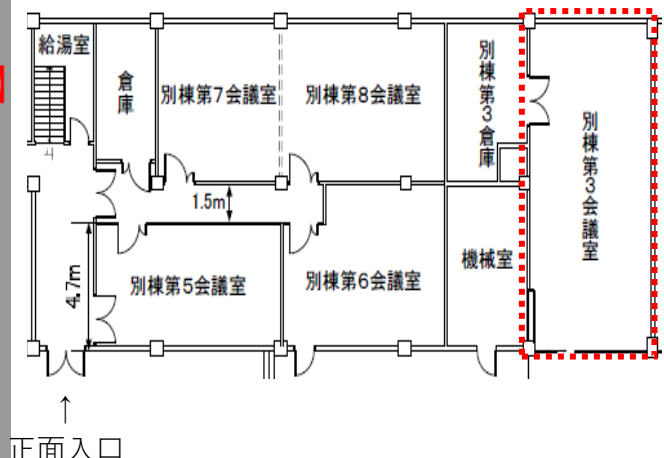 給湯室
倉庫
別棟第7会議室
別棟第8会議室
別棟第3倉庫
別棟第3会議室
上
1.5m
4.7m
別棟第5会議室
別棟第6会議室
機械室
↑
正面入口